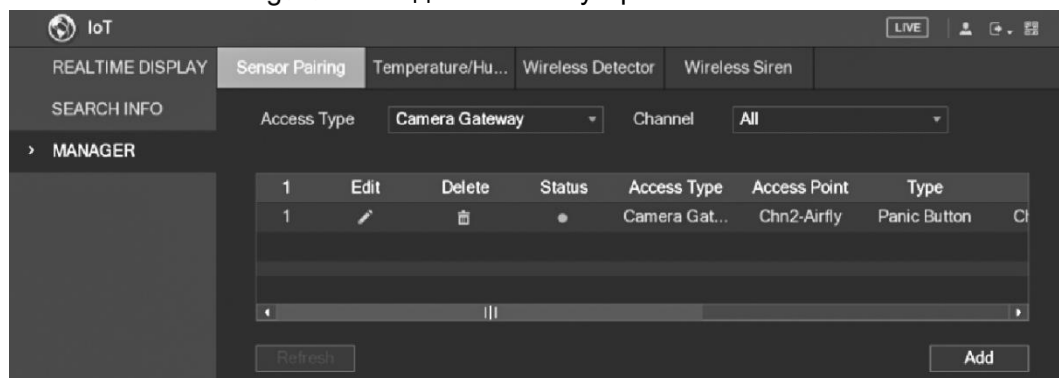 IoT
LIVE
REALTIME DISPLAY
Sensor Pairing
Temperature/Hu...
Wireless Detector
Wireless Siren
SEARCH INFO
Access Type
Camera Gateway
Channel
All
MANAGER
1 Edit Delete Status Access Type Access Point Type
1 Camera Gat... Chn2-Airfly Panic Button
Refresh
Add